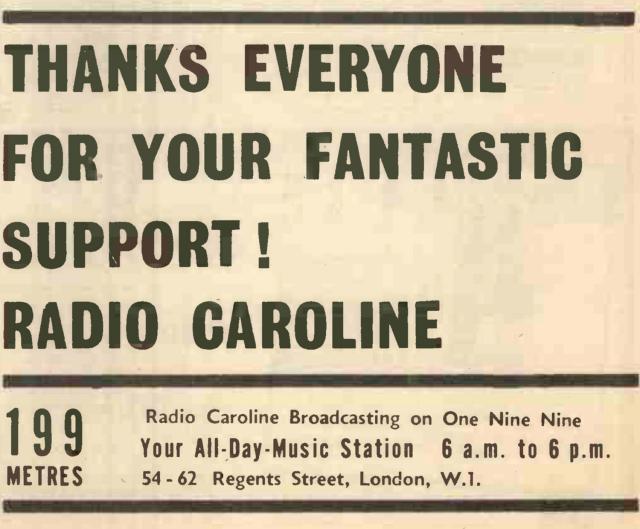 THANKS EVERYONE
FOR YOUR FANTASTIC
SUPPORT!
RADIO CAROLINE
199
METRES
Radio Caroline Broadcasting on One Nine Nine
Your All-Day-Music Station 6 a.m. to 6 p.m.
54-62 Regents Street, London, W.1.